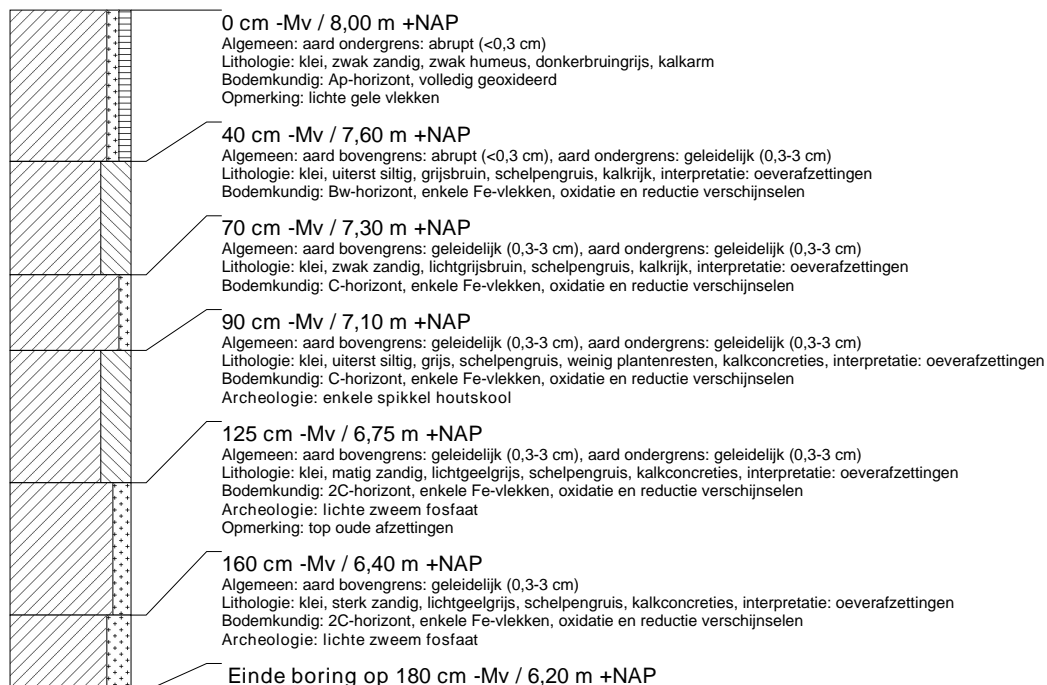 0 cm -Mv / 8,00 m +NAP
Algemeen: aard ondergrens: abrupt (<0,3 cm)
Lithologie: klei, zwak zandig, zwak humeus, donkerbruingrijs, kalkarm
Bodemkundig: Ap-horizont, volledig geoxideerd
Opmerking: lichte gele vlekken
40 cm -Mv / 7,60 m +NAP
Algemeen: aard bovengrens: abrupt (<0,3 cm), aard ondergrens: geleidelijk (0,3-3 cm)
Lithologie: klei, uiterst siltig, grijsbruin, schelpengruis, kalkrijk, interpretatie: oeverafzettingen
Bodemkundig: Bw-horizont, enkele Fe-vlekken, oxidatie en reductie verschijnselen
70 cm -Mv / 7,30 m +NAP
Algemeen: aard bovengrens: geleidelijk (0,3-3 cm), aard ondergrens: geleidelijk (0,3-3 cm)
Lithologie: klei, zwak zandig, lichtgrijsbruin, schelpengruis, kalkrijk, interpretatie: oeverafzettingen
Bodemkundig: C-horizont, enkele Fe-vlekken, oxidatie en reductie verschijnselen
90 cm -Mv / 7,10 m +NAP
Algemeen: aard bovengrens: geleidelijk (0,3-3 cm), aard ondergrens: geleidelijk (0,3-3 cm)
Lithologie: klei, uiterst siltig, grijs, schelpengruis, weinig plantenresten, kalkconcreties, interpretatie: oeverafzettingen
Bodemkundig: C-horizont, enkele Fe-vlekken, oxidatie en reductie verschijnselen
Archeologie: enkele spikkel houtskool
125 cm -Mv / 6,75 m +NAP
Algemeen: aard bovengrens: geleidelijk (0,3-3 cm), aard ondergrens: geleidelijk (0,3-3 cm)
Lithologie: klei, matig zandig, lichtgeelgrijs, schelpengruis, kalkconcreties, interpretatie: oeverafzettingen
Bodemkundig: 2C-horizont, enkele Fe-vlekken, oxidatie en reductie verschijnselen
Archeologie: lichte zweem fosfaat
Opmerking: top oude afzettingen
160 cm -Mv / 6,40 m +NAP
Algemeen: aard bovengrens: geleidelijk (0,3-3 cm)
Lithologie: klei, sterk zandig, lichtgeelgrijs, schelpengruis, kalkconcreties, interpretatie: oeverafzettingen
Bodemkundig: 2C-horizont, enkele Fe-vlekken, oxidatie en reductie verschijnselen
Archeologie: lichte zweem fosfaat
Einde boring op 180 cm -Mv / 6,20 m +NAP